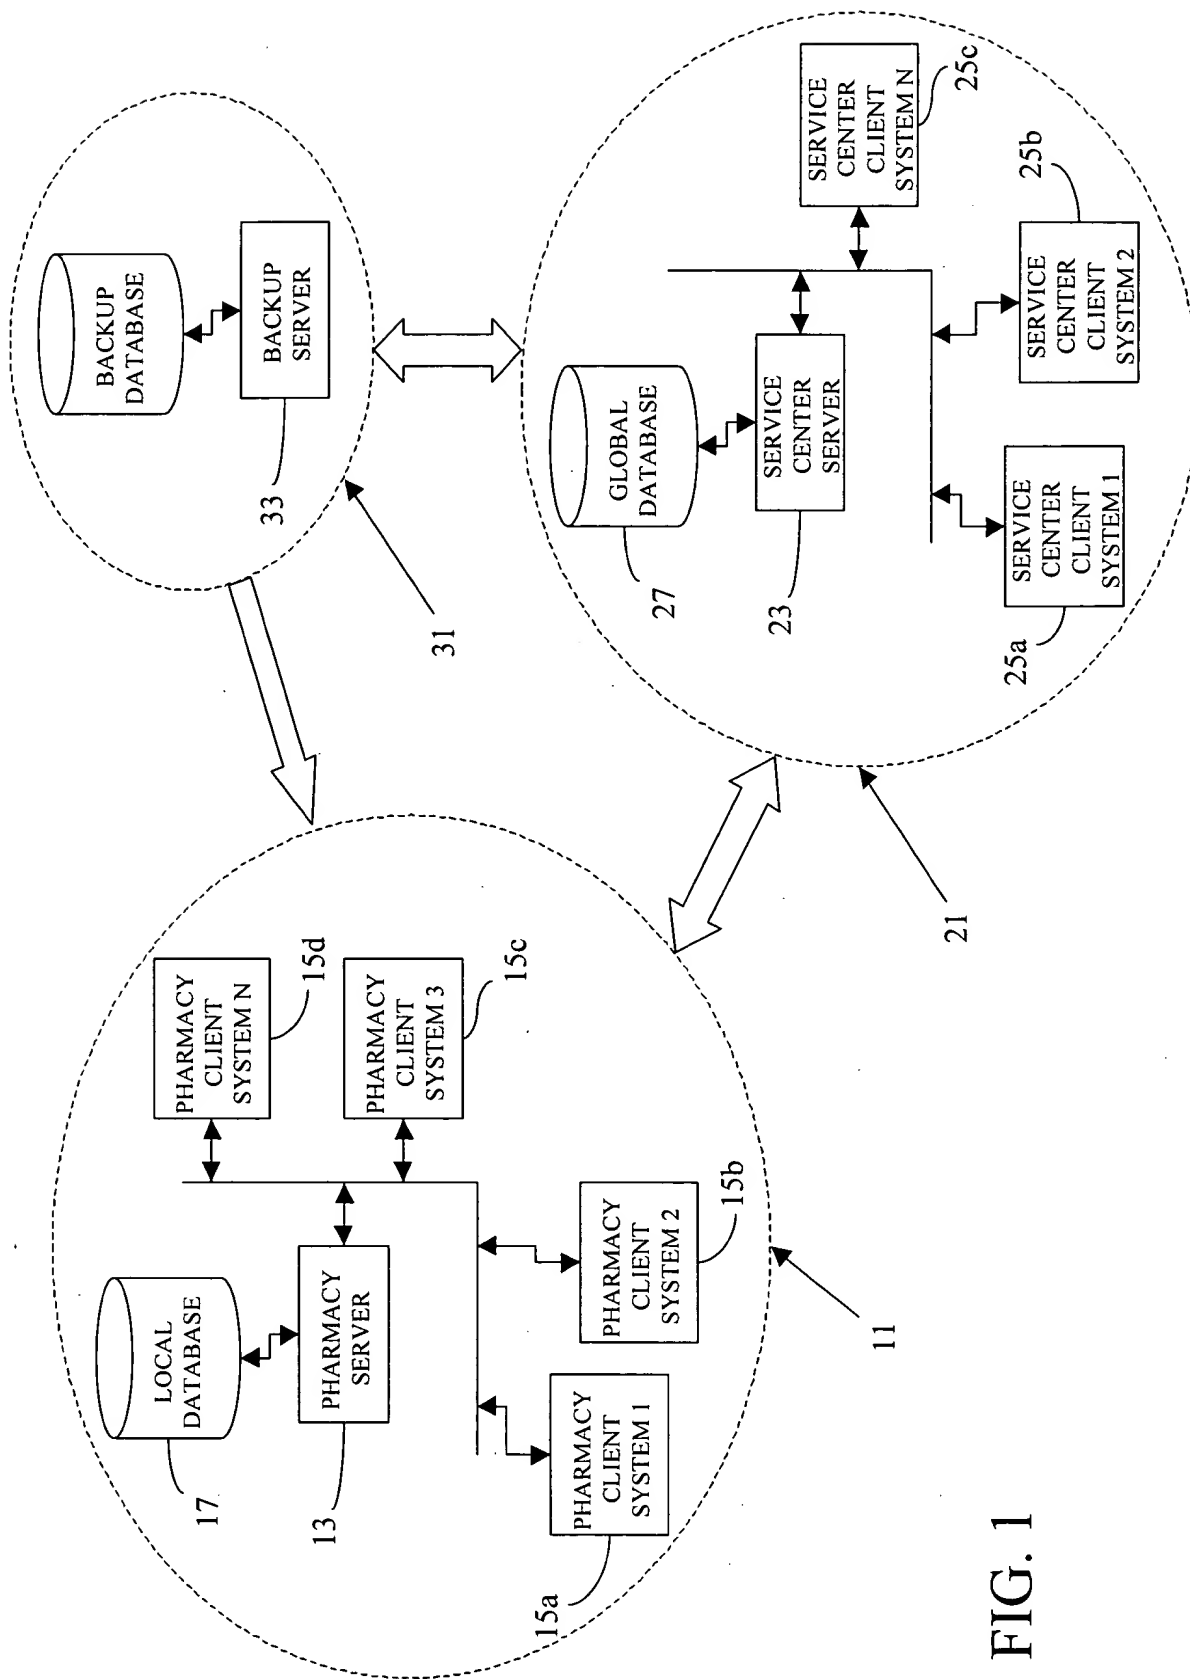 LOCAL
DATABASE
17
PHARMACY
SERVER
13
PHARMACY
CLIENT
SYSTEM N
15d
PHARMACY
CLIENT
SYSTEM 3
15c
PHARMACY
CLIENT
SYSTEM 1
15a
PHARMACY
CLIENT
SYSTEM 2
15b
11
BACKUP
DATABASE
BACKUP
SERVER
33
31
GLOBAL
DATABASE
27
SERVICE
CENTER
SERVER
23
SERVICE
CENTER
CLIENT
SYSTEM N
25c
SERVICE
CENTER
CLIENT
SYSTEM 1
25a
SERVICE
CENTER
CLIENT
SYSTEM 2
25b
21
FIG. 1